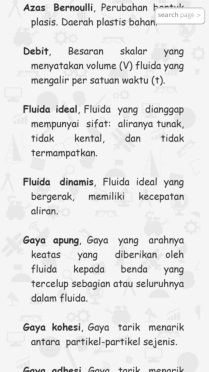 Azas Bernoulli, Perubahan bentuk
search page >
plasis. Daerah plastis bahan.
Debit, Besaran skalar yang
menyatakan volume (V) fluida yang
mengalir per satuan waktu (t).
Fluida ideal, Fluida yang dianggap
mempunyai sifat: aliranya tunak,
tidak kental, dan tidak
termampatkan.
Fluida dinamis, Fluida ideal yang
bergerak, memiliki kecepatan
aliran.
Gaya apung, Gaya yang arahnya
keatas yang diberikan oleh
fluida kepada benda yang
tercelup sebagian atau seluruhnya
dalam fluida.
Gaya kohesi, Gaya tarik menarik
antara partikel-partikel sejenis.
Gaya adhesi, Gaya tarik menarik